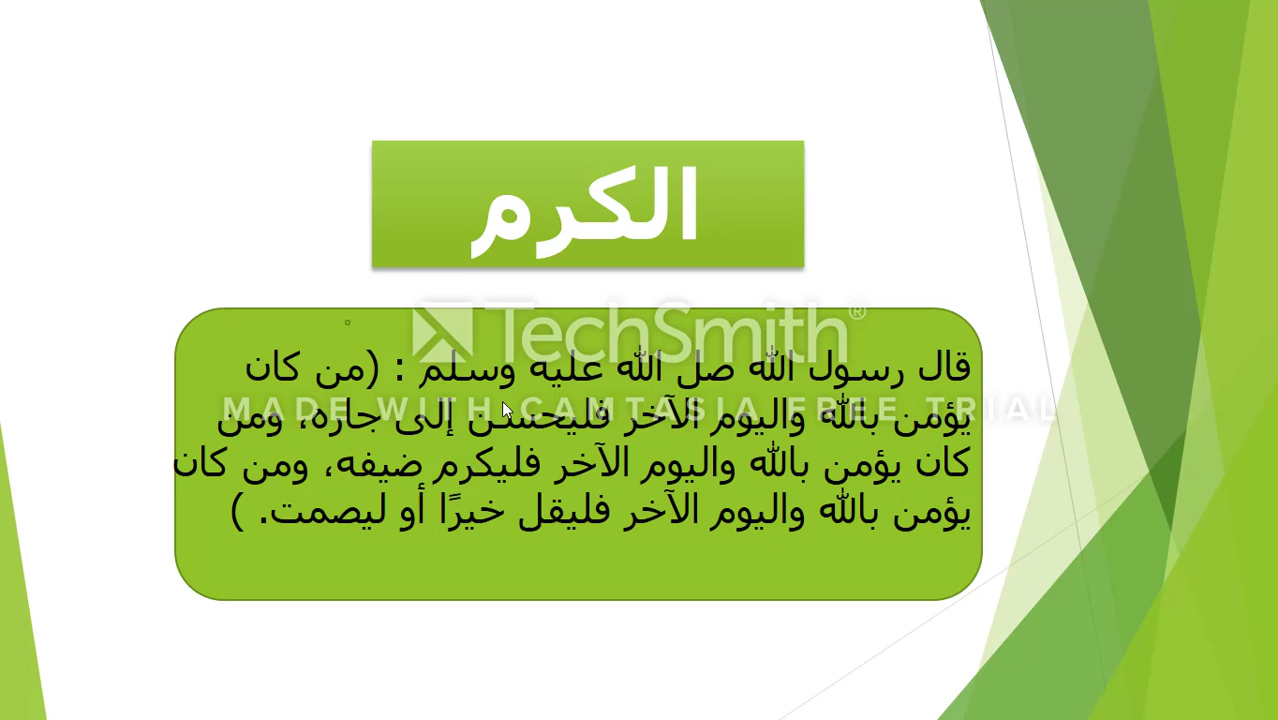 الكرم
TechSmith®
MADE WITH CAMTASIA FREE TRIAL
قال رسول الله صل الله عليه وسلم : (من كان
يؤمن بالله واليوم الآخر فليحسن إلى جاره، ومن
كان يؤمن بالله واليوم الآخر فليكرم ضيفه، ومن كان
يؤمن بالله واليوم الآخر فليقل خيرًا أو ليصمت. )